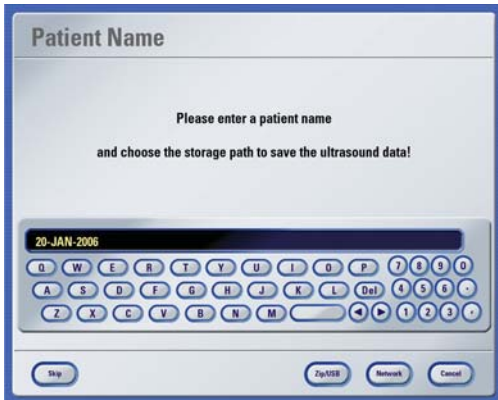 Patient Name
Please enter a patient name
and choose the storage path to save the ultrasound data!
20-JAN-2006
Q W E R T Y U I O P 7 8 9 0
A S D F G H J K L Del 4 5 6 ·
Z X C V B N M ◀ ▶ 1 2 3 ·
Skip Zip/USB Network Cancel